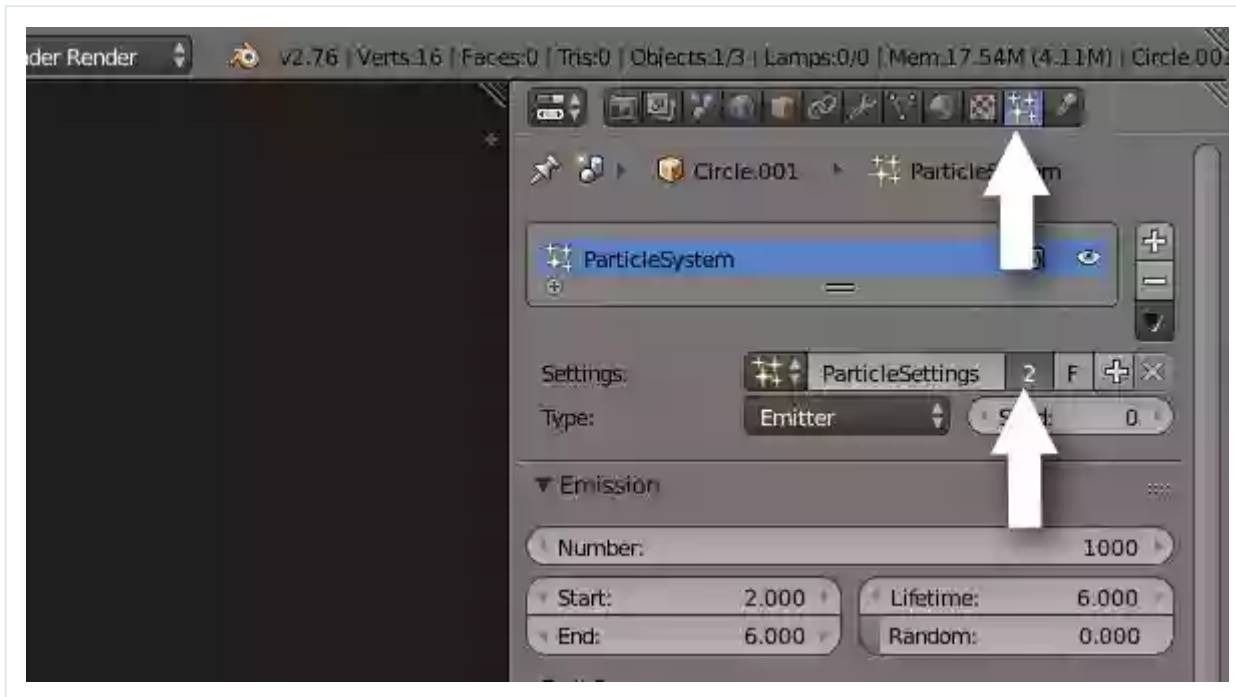 der Render v2.76 | Verts:16 | Faces:0 | Tris:0 | Objects:1/3 | Lamps:0/0 | Mem:17.54M (4.11M) | Circle.00
Circle.001
ParticleSystem
Settings: ParticleSettings 2 F
Type: Emitter 0
Emission
Number: 1000
Start: 2.000 Lifetime: 6.000
End: 6.000 Random: 0.000